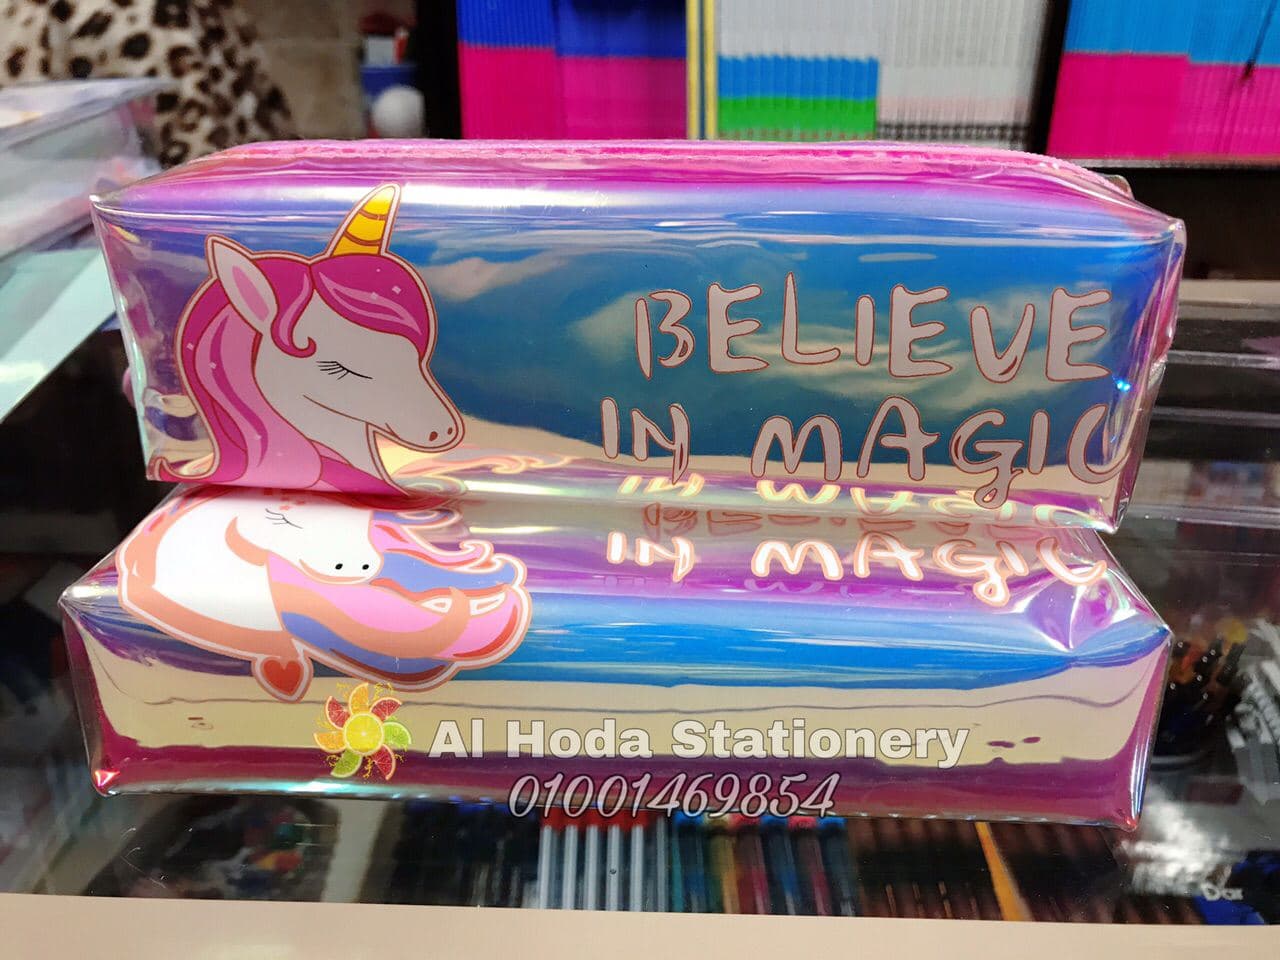 BELIEVE
IN MAGIC
IN MAGIC
Al Hoda Stationery
01001469854